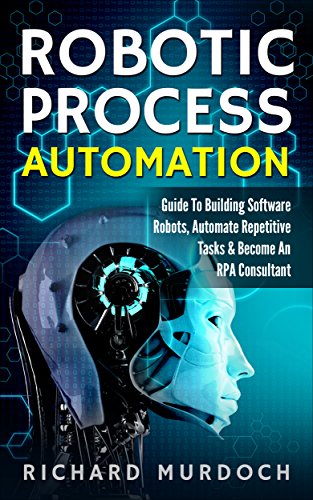 ROBOTIC
PROCESS
AUTOMATION
Guide To Building Software
Robots, Automate Repetitive
Tasks & Become An
RPA Consultant
RICHARD MURDOCH